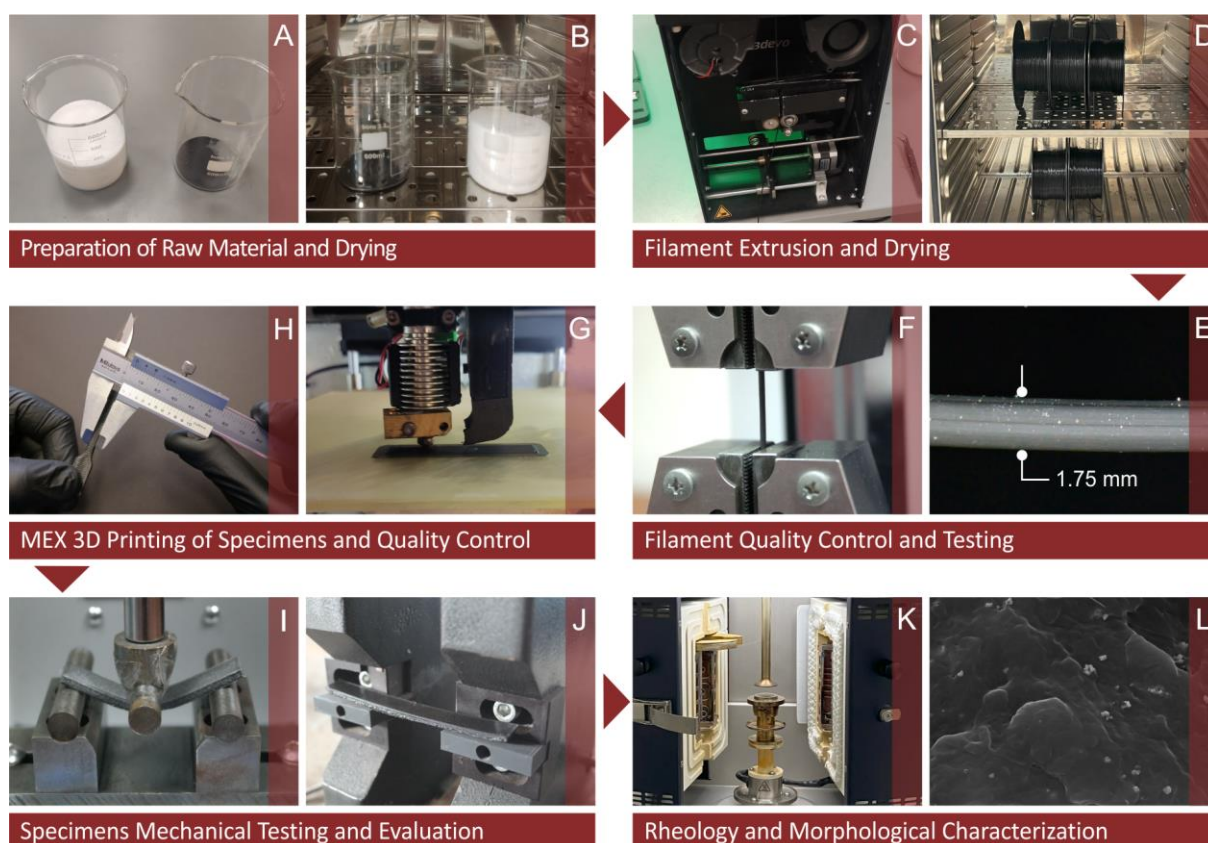 A
B
Preparation of Raw Material and Drying
C
3devo
D
Filament Extrusion and Drying
H
G
MEX 3D Printing of Specimens and Quality Control
F
E
1.75 mm
Filament Quality Control and Testing
I
J
Specimens Mechanical Testing and Evaluation
K
L
Rheology and Morphological Characterization